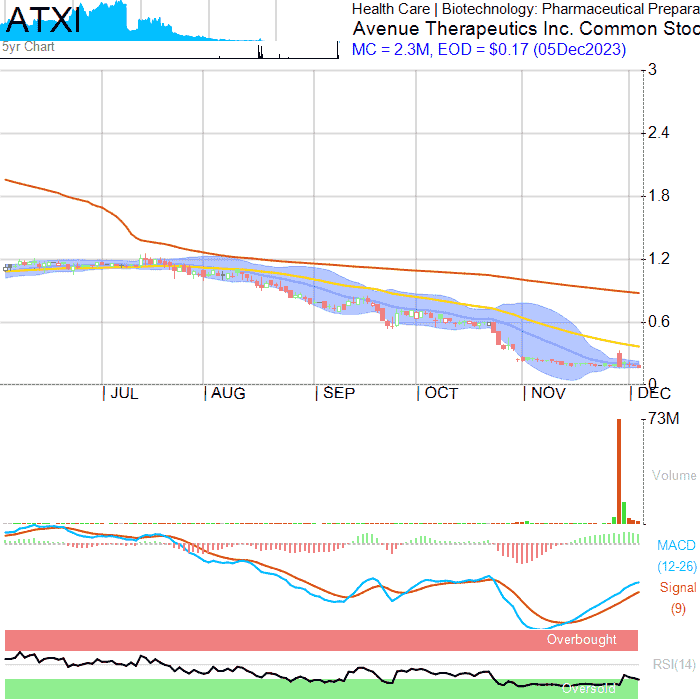 ATXI
5yr Chart
Health Care | Biotechnology: Pharmaceutical Prepara
Avenue Therapeutics Inc. Common Stoc
MC = 2.3M, EOD = $0.17 (05Dec2023)
3
2.4
1.8
1.2
0.6
0
JUL AUG SEP OCT NOV DEC
73M
Volume
MACD
(12-26)
Signal
(9)
Overbought
RSI(14)
Oversold